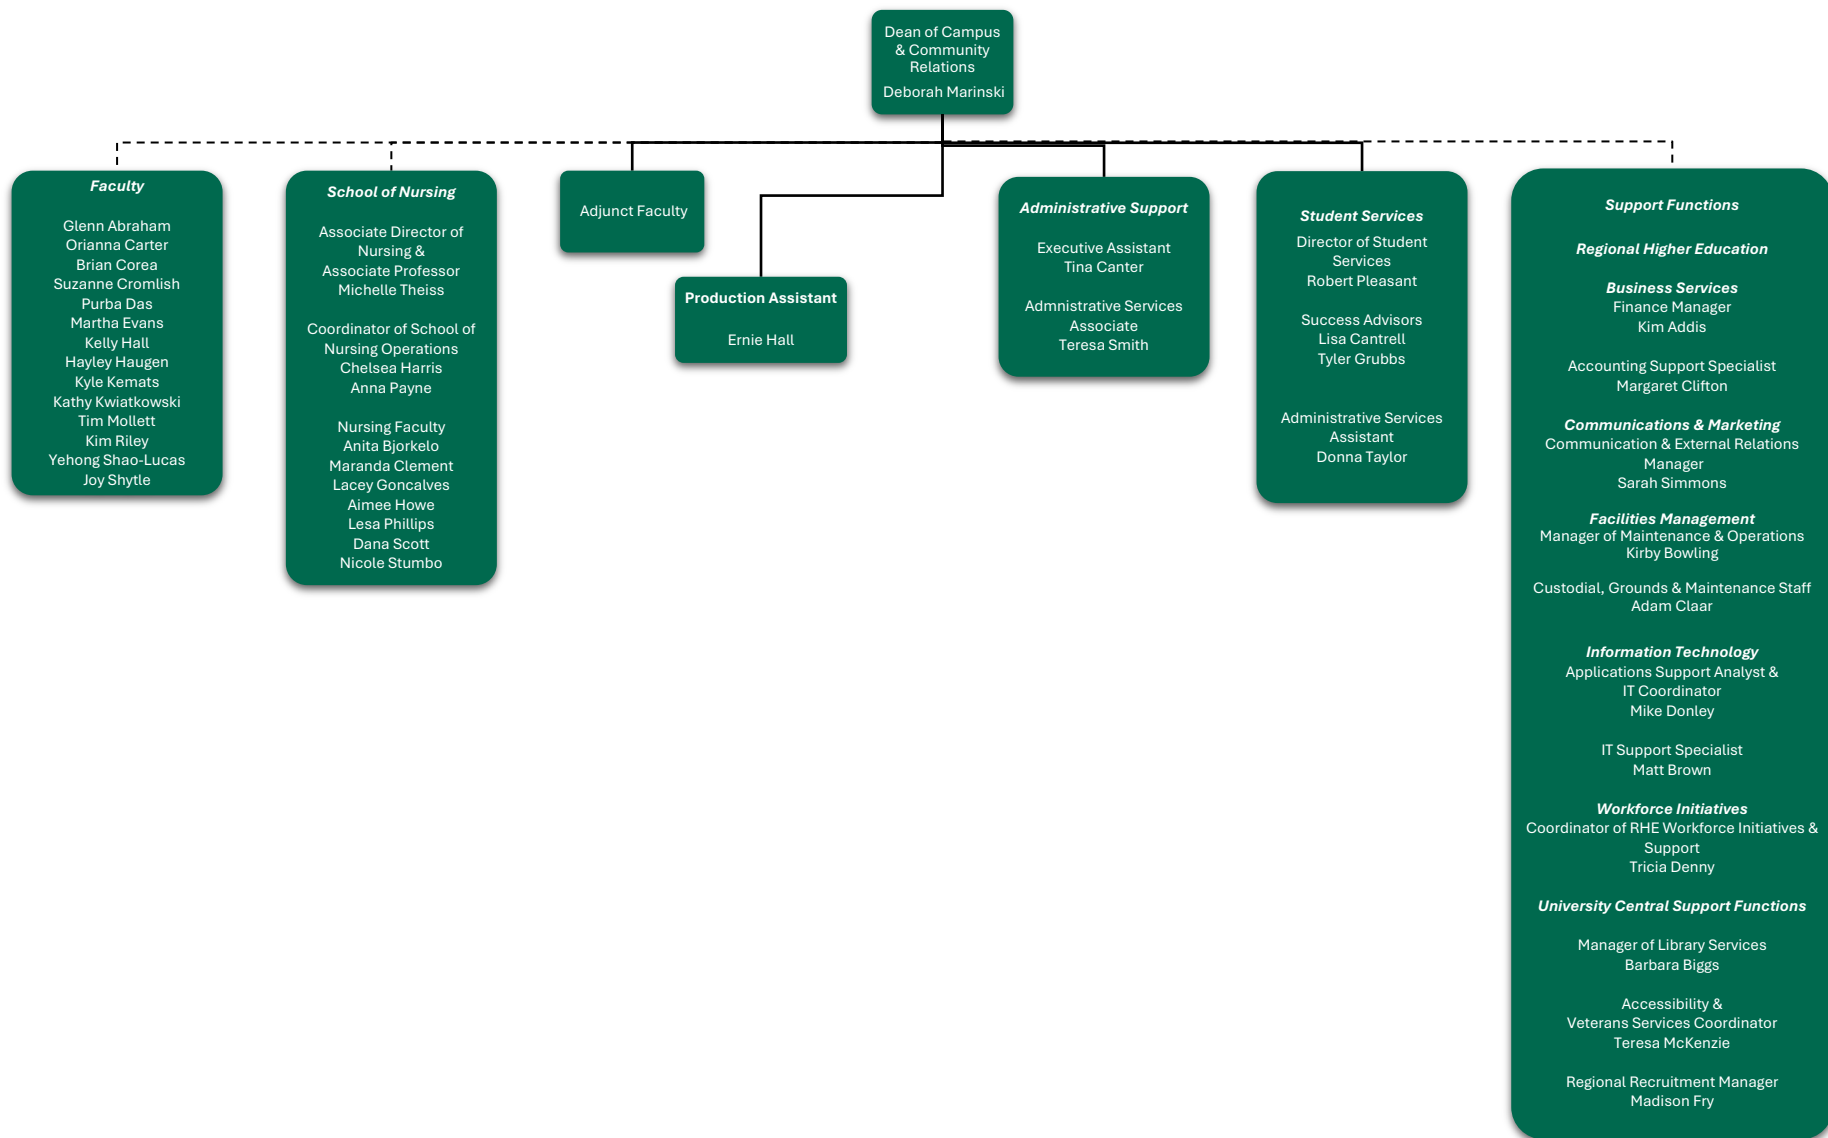 Dean of Campus
& Community
Relations
Deborah Marinski
Faculty
Glenn Abraham
Orianna Carter
Brian Corea
Suzanne Cromlish
Purba Das
Martha Evans
Kelly Hall
Hayley Haugen
Kyle Kemats
Kathy Kwiatkowski
Tim Mollett
Kim Riley
Yehong Shao-Lucas
Joy Shytle
School of Nursing
Associate Director of
Nursing &
Associate Professor
Michelle Theiss
Coordinator of School of
Nursing Operations
Chelsea Harris
Anna Payne
Nursing Faculty
Anita Bjorkelo
Maranda Clement
Lacey Goncalves
Aimee Howe
Lesa Phillips
Dana Scott
Nicole Stumbo
Adjunct Faculty
Production Assistant
Ernie Hall
Administrative Support
Executive Assistant
Tina Canter
Admnistrative Services
Associate
Teresa Smith
Student Services
Director of Student
Services
Robert Pleasant
Success Advisors
Lisa Cantrell
Tyler Grubbs
Administrative Services
Assistant
Donna Taylor
Support Functions
Regional Higher Education
Business Services
Finance Manager
Kim Addis
Accounting Support Specialist
Margaret Clifton
Communications & Marketing
Communication & External Relations
Manager
Sarah Simmons
Facilities Management
Manager of Maintenance & Operations
Kirby Bowling
Custodial, Grounds & Maintenance Staff
Adam Claar
Information Technology
Applications Support Analyst &
IT Coordinator
Mike Donley
IT Support Specialist
Matt Brown
Workforce Initiatives
Coordinator of RHE Workforce Initiatives &
Support
Tricia Denny
University Central Support Functions
Manager of Library Services
Barbara Biggs
Accessibility &
Veterans Services Coordinator
Teresa McKenzie
Regional Recruitment Manager
Madison Fry